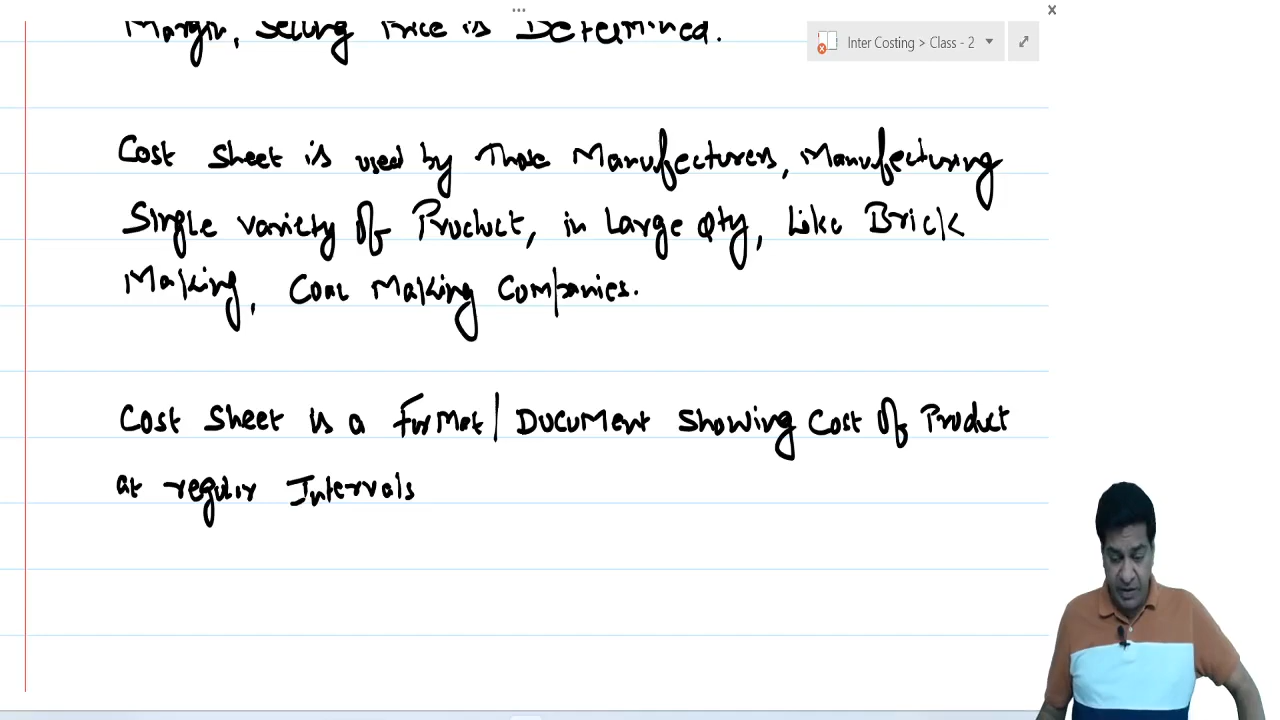 Margin, Selling Price is Determined.
Inter Costing > Class - 2
Cost Sheet is used by Those Manufecturers, Manufecturing
Single variety Of Product, in Large Qty, Like Brick
Making, Coal Making Companies.
Cost Sheet is a Format/Document Showing Cost Of Product
at regular Intervals